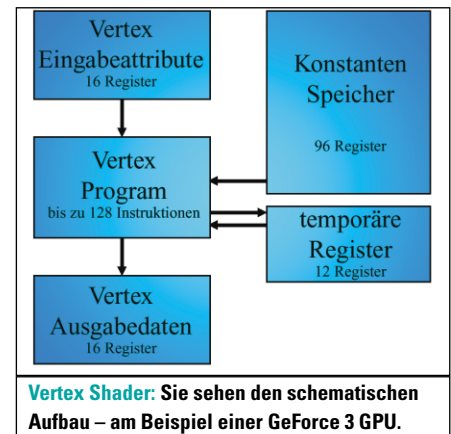 Vertex
Eingabeattribute
16 Register
Konstanten
Speicher
96 Register
Vertex
Program
bis zu 128 Instruktionen
temporäre
Register
12 Register
Vertex
Ausgabedaten
16 Register
Vertex Shader: Sie sehen den schematischen
Aufbau – am Beispiel einer GeForce 3 GPU.